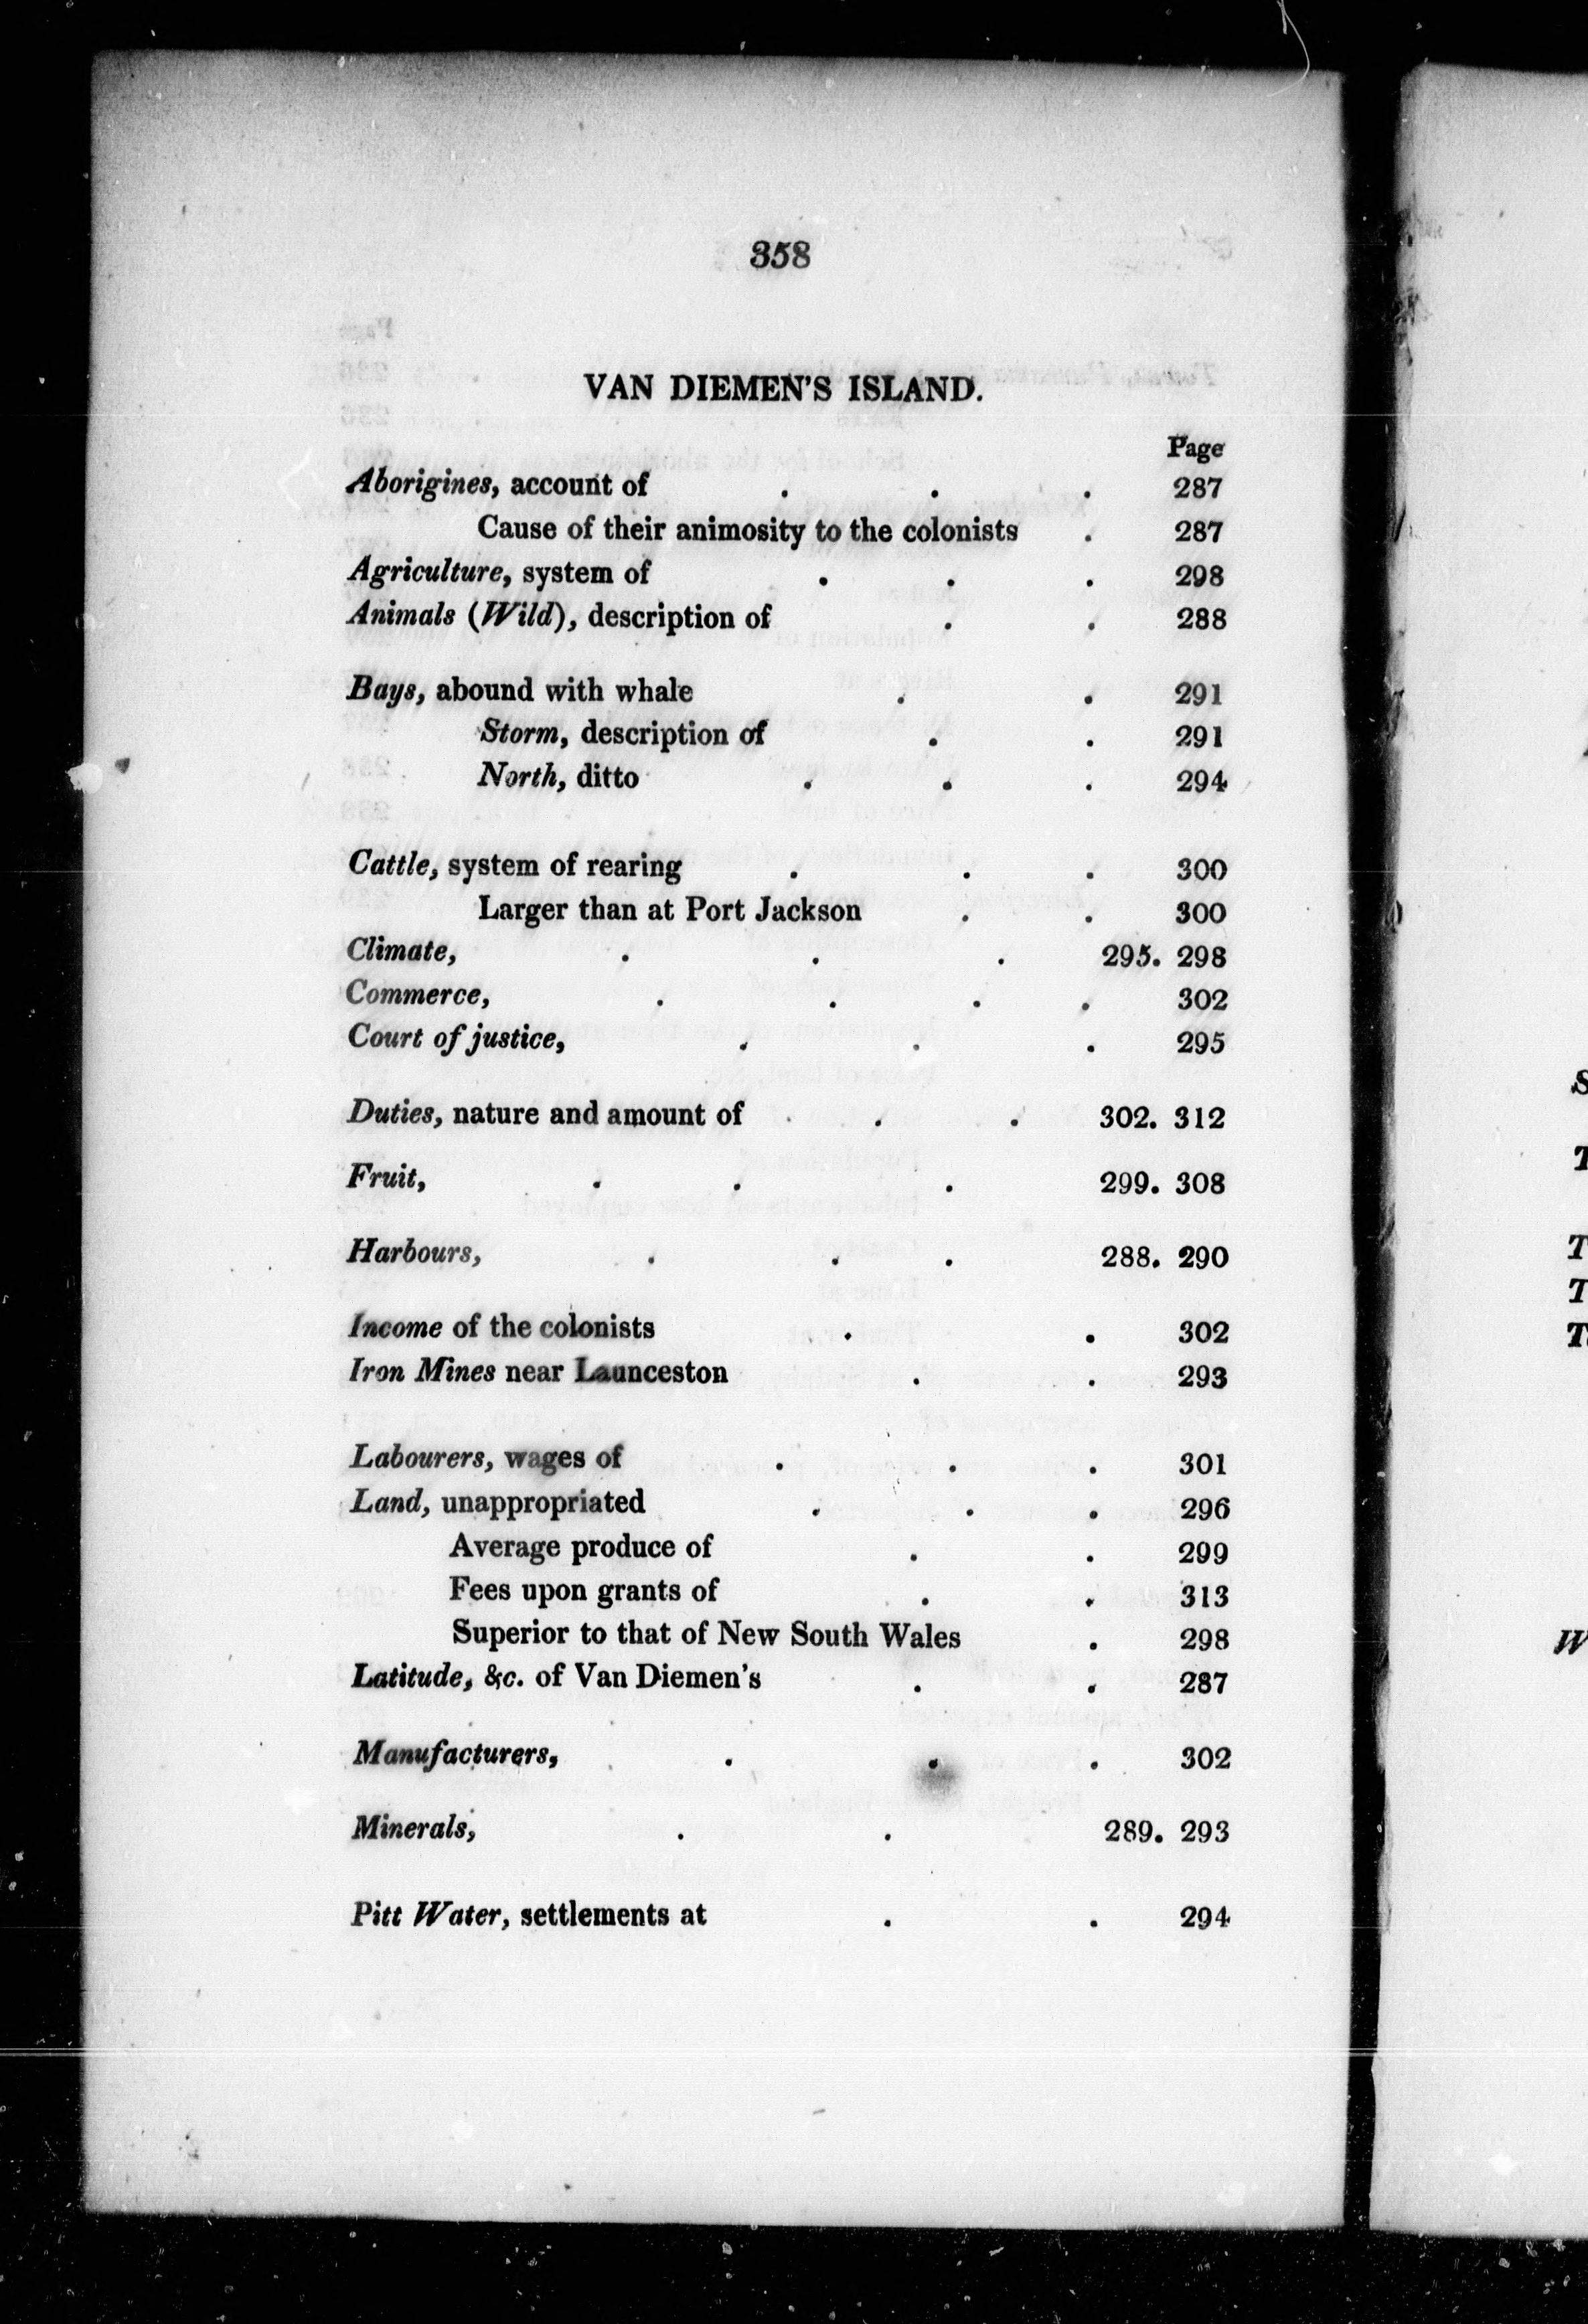 358
VAN DIEMEN'S ISLAND.
Page
Aborigines, account of . . . 287
Cause of their animosity to the colonists . 287
Agriculture, system of . . . 298
Animals (Wild), description of . . 288
Bays, abound with whale . . 291
Storm, description of . . 291
North, ditto . . . 294
Cattle, system of rearing . . . 300
Larger than at Port Jackson . . 300
Climate, . . . 295. 298
Commerce, . . . . 302
Court of justice, . . . 295
Duties, nature and amount of . . 302. 312
Fruit, . . . 299. 308
Harbours, . . . 288. 290
Income of the colonists . . 302
Iron Mines near Launceston . . 293
Labourers, wages of . . . 301
Land, unappropriated . . . 296
Average produce of . . 299
Fees upon grants of . . 313
Superior to that of New South Wales . 298
Latitude, &c. of Van Diemen's . . 287
Manufacturers, . . . 302
Minerals, . . 289. 293
Pitt Water, settlements at . . 294